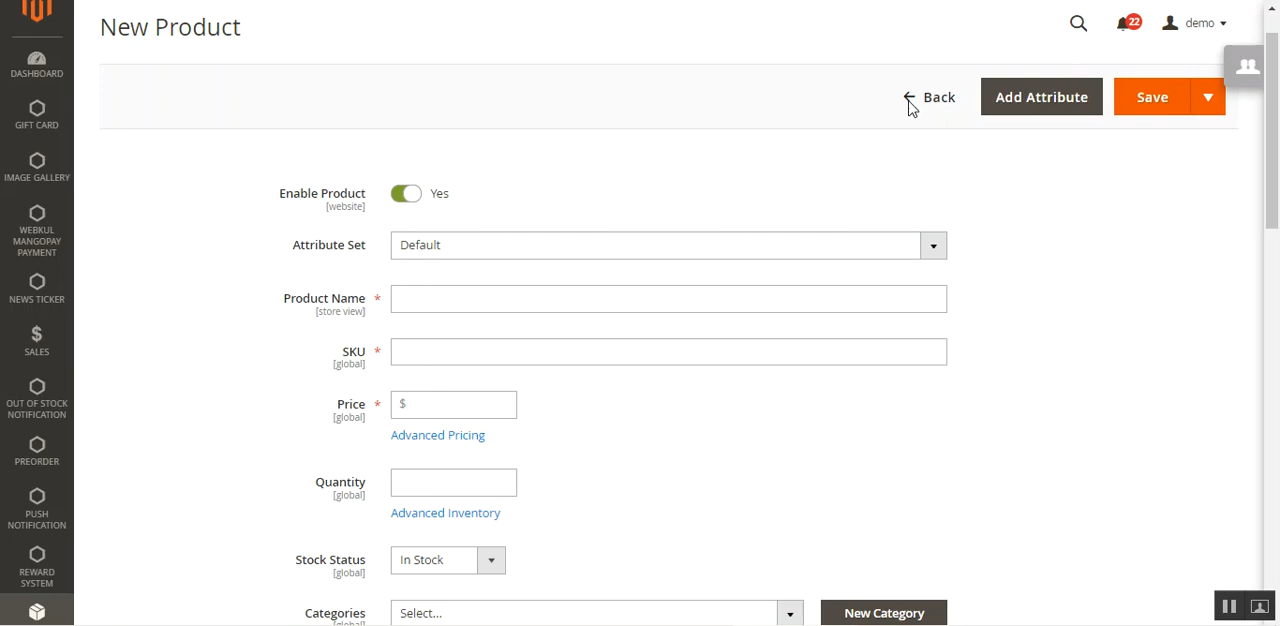 New Product
22
demo
Back
Add Attribute
Save
DASHBOARD
GIFT CARD
IMAGE GALLERY
WEBKUL
MANGOPAY
PAYMENT
NEWS TICKER
$
SALES
OUT OF STOCK
NOTIFICATION
PREORDER
PUSH
NOTIFICATION
REWARD
SYSTEM
Enable Product
[website]
Yes
Attribute Set
Default
Product Name *
[store view]
SKU *
[global]
Price *
[global]
$
Advanced Pricing
Quantity
[global]
Advanced Inventory
Stock Status
[global]
In Stock
Categories
[global]
Select...
New Category